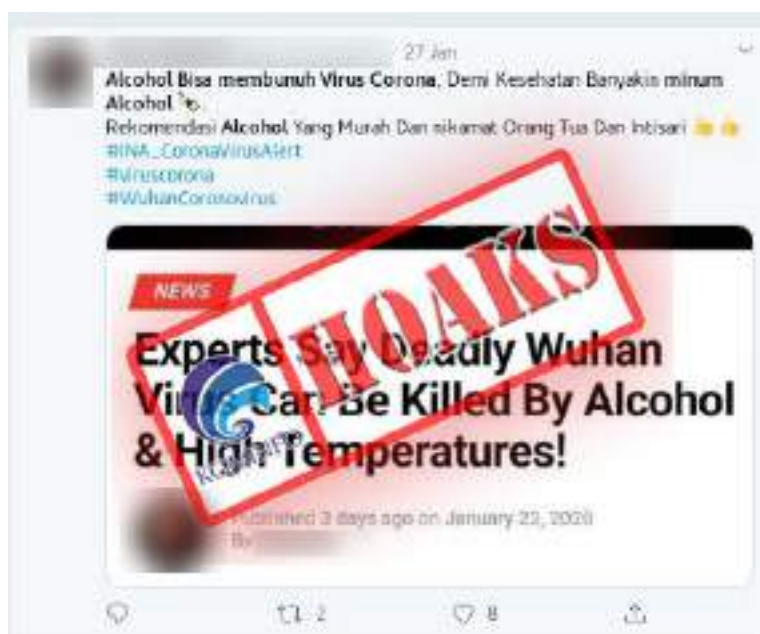 27 Jan
Alcohol Bisa membunuh Virus Corona, Demi Kesehatan Banyakin minum
Alcohol
Rekomendasi Alcohol Yang Murah Dan nikamat Orang Tua Dan Intisari
#INA_CoronaVirusAlert
#viruscorona
#WuhanCoronovirus
NEWS
HOAKS
Experts Say Deadly Wuhan
Virus Can Be Killed By Alcohol
& High Temperatures!
KOMINFO
Published 3 days ago on January 22, 2020
By
2
8